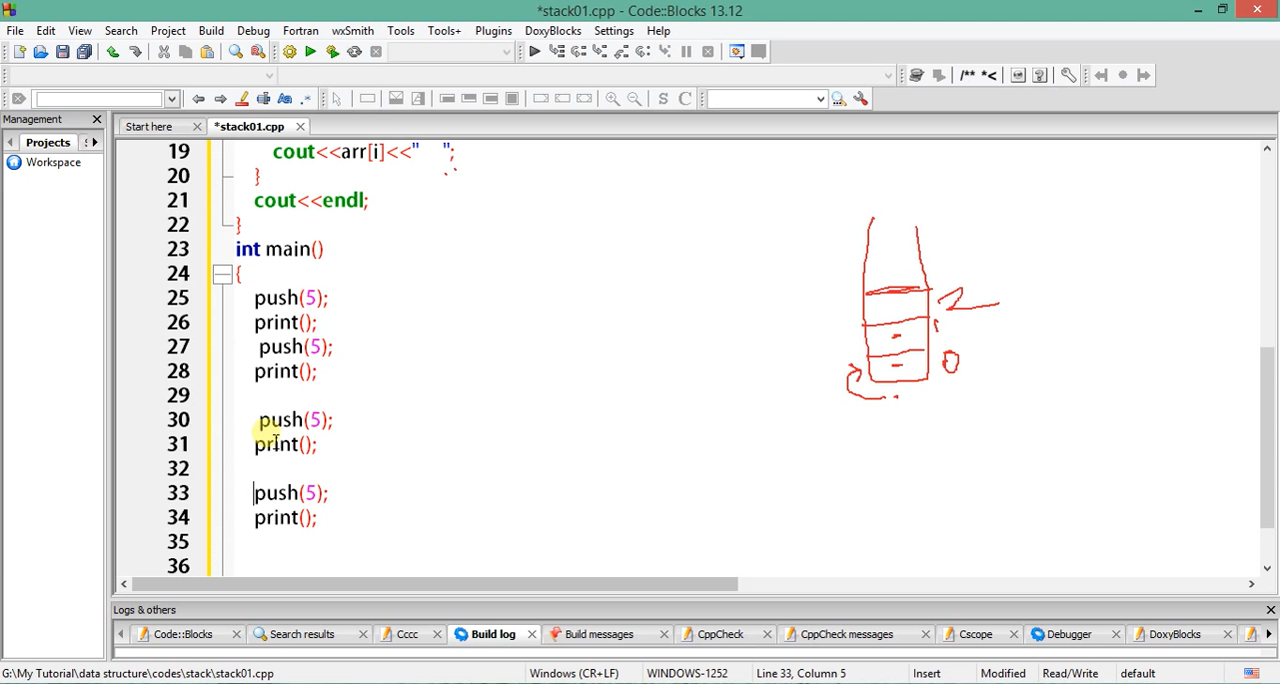 *stack01.cpp - Code::Blocks 13.12
File Edit View Search Project Build Debug Fortran wxSmith Tools Tools+ Plugins DoxyBlocks Settings Help
/** *<
S C
Management
Start here *stack01.cpp
Projects
Workspace
19 cout<<arr[i]<<"    ";
20 }
21 cout<<endl;
22 }
23 int main()
24 {
25 push(5);
26 print();
27 push(5);
28 print();
29
30 push(5);
31 print();
32
33 push(5);
34 print();
35
36
2
1
0
Logs & others
Code::Blocks Search results Cccc Build log Build messages CppCheck CppCheck messages Cscope Debugger DoxyBlocks
G:\My Tutorial\data structure\codes\stack\stack01.cpp Windows (CR+LF) WINDOWS-1252 Line 33, Column 5 Insert Modified Read/Write default